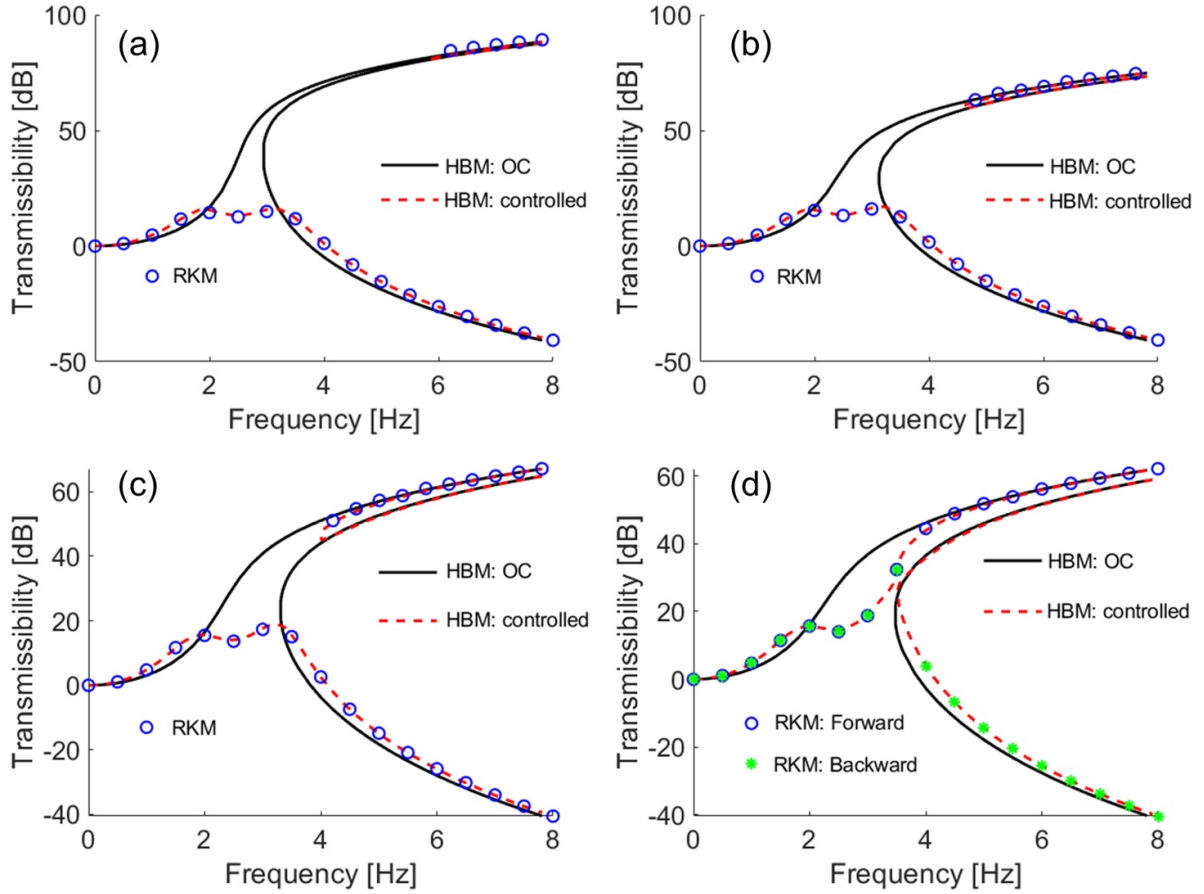 (a)
Transmissibility [dB]
100
50
0
-50
HBM: OC
HBM: controlled
RKM
0 2 4 6 8
Frequency [Hz]
(b)
Transmissibility [dB]
100
50
0
-50
HBM: OC
HBM: controlled
RKM
0 2 4 6 8
Frequency [Hz]
(c)
Transmissibility [dB]
60
40
20
0
-20
-40
HBM: OC
HBM: controlled
RKM
0 2 4 6 8
Frequency [Hz]
(d)
Transmissibility [dB]
60
40
20
0
-20
-40
HBM: OC
HBM: controlled
RKM: Forward
RKM: Backward
0 2 4 6 8
Frequency [Hz]